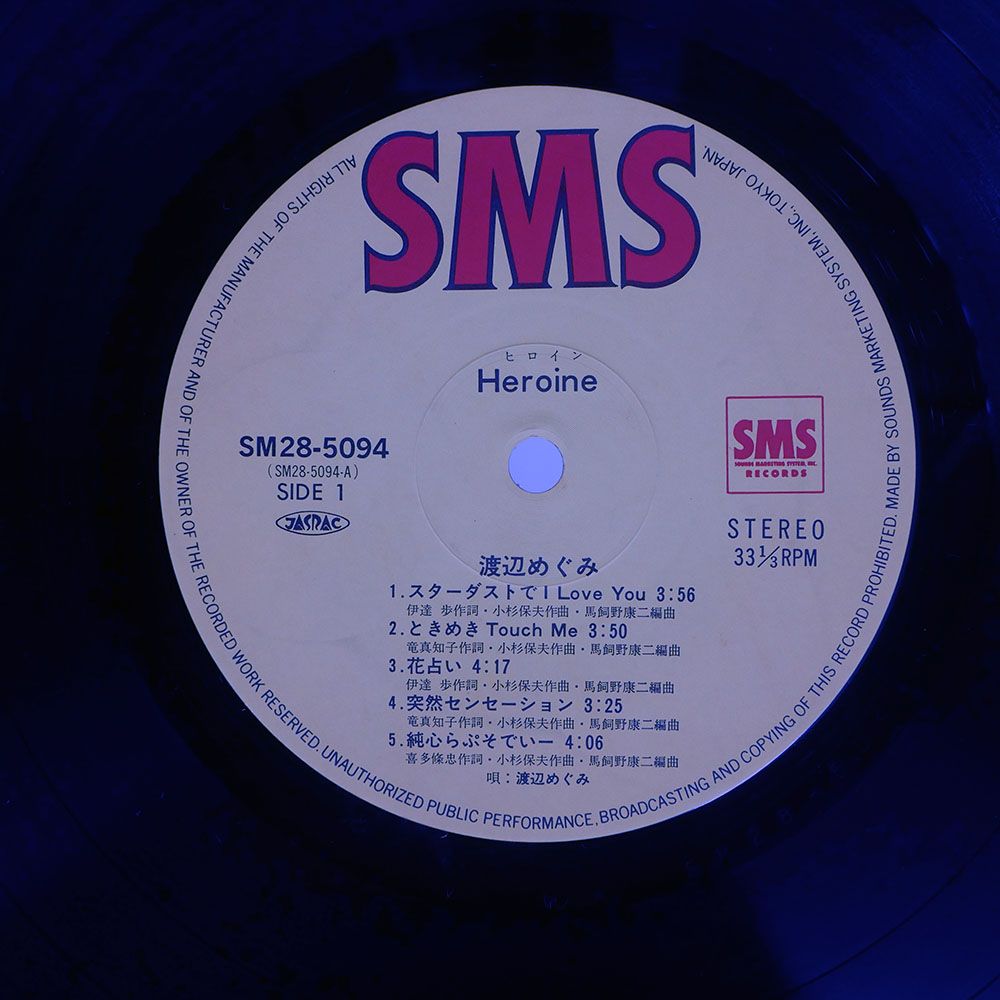 SMS
ヒロイン
Heroine
SM28-5094
(SM28-5094-A)
SIDE 1
JASRAC
SMS
SOUNDS MARKETING SYSTEM, INC.
RECORDS
STEREO
33 1/3 RPM
渡辺めぐみ
1.スターダストで I Love You 3:56
伊達 歩作詞・小杉保夫作曲・馬飼野康二編曲
2.ときめき Touch Me 3:50
竜真知子作詞・小杉保夫作曲・馬飼野康二編曲
3.花占い 4:17
伊達 歩作詞・小杉保夫作曲・馬飼野康二編曲
4.突然センセーション 3:25
竜真知子作詞・小杉保夫作曲・馬飼野康二編曲
5.純心らぷそでぃー 4:06
喜多條忠作詞・小杉保夫作曲・馬飼野康二編曲
唄：渡辺めぐみ
ALL RIGHTS OF THE MANUFACTURER AND OF THE OWNER OF THE RECORDED WORK RESERVED. UNAUTHORIZED PUBLIC PERFORMANCE, BROADCASTING AND COPYING OF THIS RECORD PROHIBITED. MADE BY SOUNDS MARKETING SYSTEM, INC., TOKYO JAPAN.